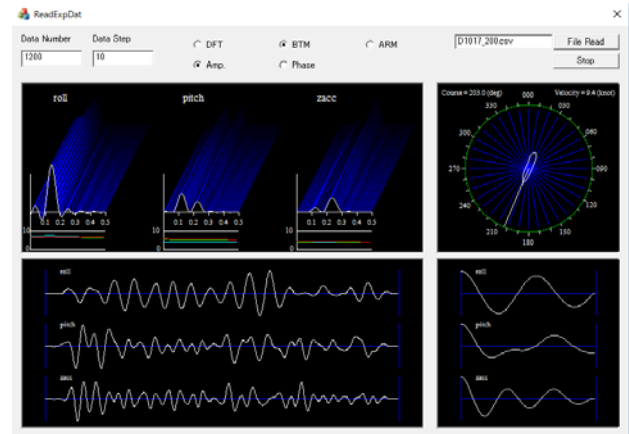 ReadExpDat
Data Number Data Step
1200 10
DFT BTM ARM
Amp. Phase
D1017_200.csv File Read
Stop
roll pitch zacc
0.1 0.2 0.3 0.4 0.5 0.1 0.2 0.3 0.4 0.5 0.1 0.2 0.3 0.4 0.5
10 10 10
0 0 0
Course = 203.0 (deg) 000 Velocity = 9.4 (knot)
330 030
300 060
270 090
240 120
210 150
180
roll
pitch
zacc
roll
pitch
zacc